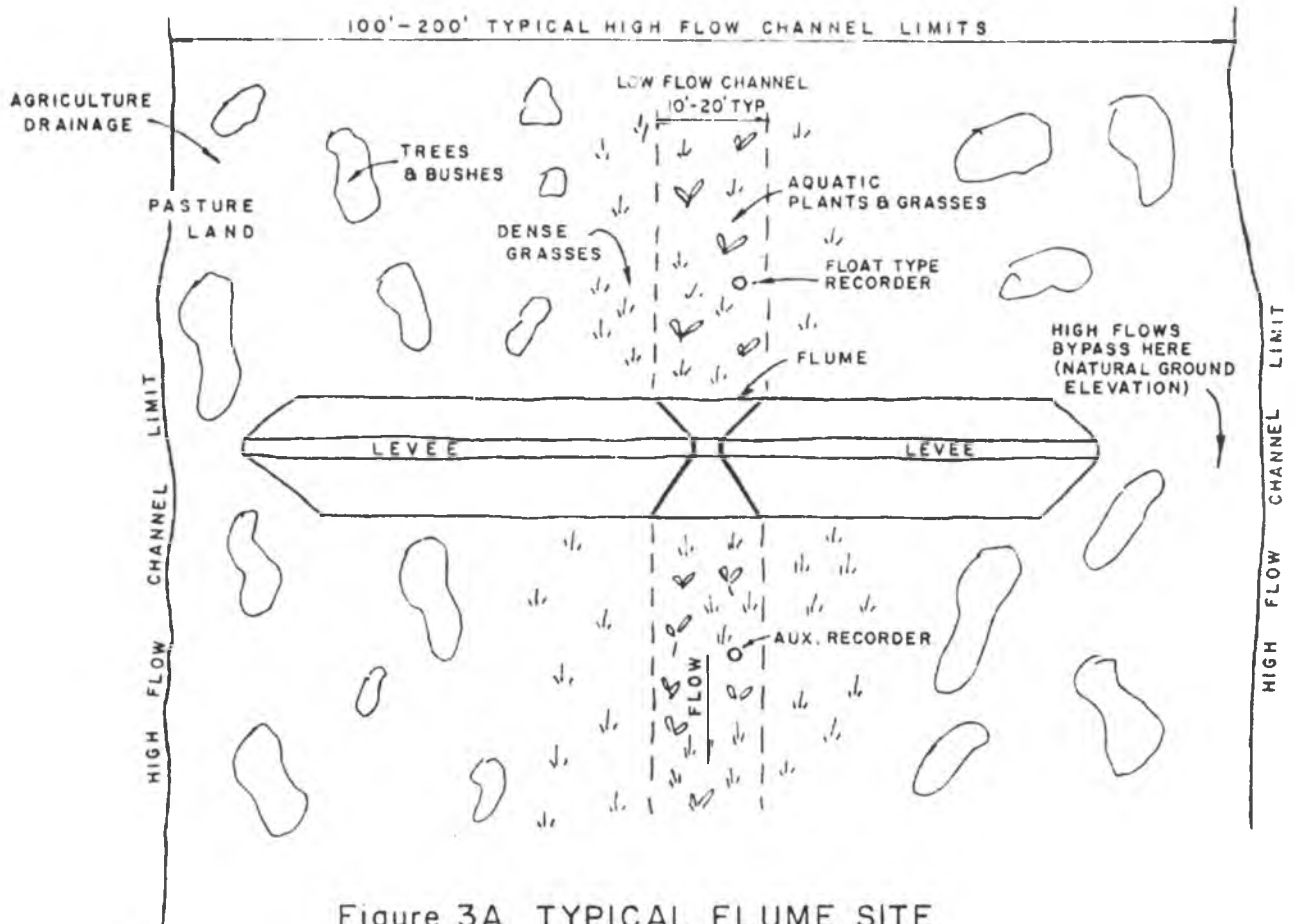 100'-200' TYPICAL HIGH FLOW CHANNEL LIMITS
LOW FLOW CHANNEL
10'-20' TYP.
AGRICULTURE
DRAINAGE
TREES
& BUSHES
AQUATIC
PLANTS & GRASSES
PASTURE
LAND
DENSE
GRASSES
FLOAT TYPE
RECORDER
HIGH FLOWS
BYPASS HERE
(NATURAL GROUND
ELEVATION)
FLUME
LEVEE
LEVEE
HIGH FLOW CHANNEL LIMIT
HIGH FLOW CHANNEL LIMIT
AUX. RECORDER
FLOW
Figure 3A TYPICAL FLUME SITE